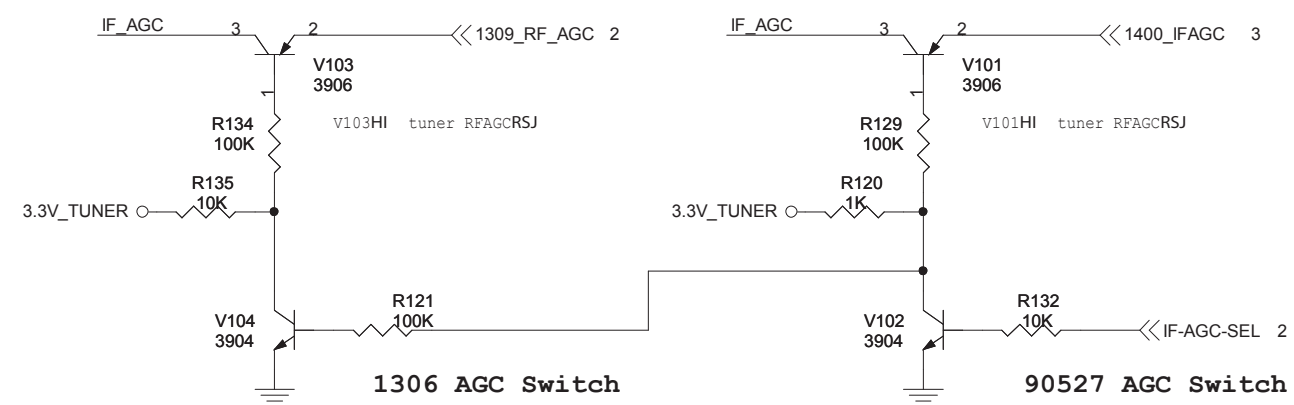 IF_AGC 3 2 1309_RF_AGC 2
V103
3906
1
R134
100K
V103HI tuner RFAGCRSJ
R135
10K
3.3V_TUNER
R121
100K
V104
3904
1306 AGC Switch
IF_AGC 3 2 1400_IFAGC 3
V101
3906
1
R129
100K
V101HI tuner RFAGCRSJ
R120
1K
3.3V_TUNER
R132
10K
V102
3904
IF-AGC-SEL 2
90527 AGC Switch